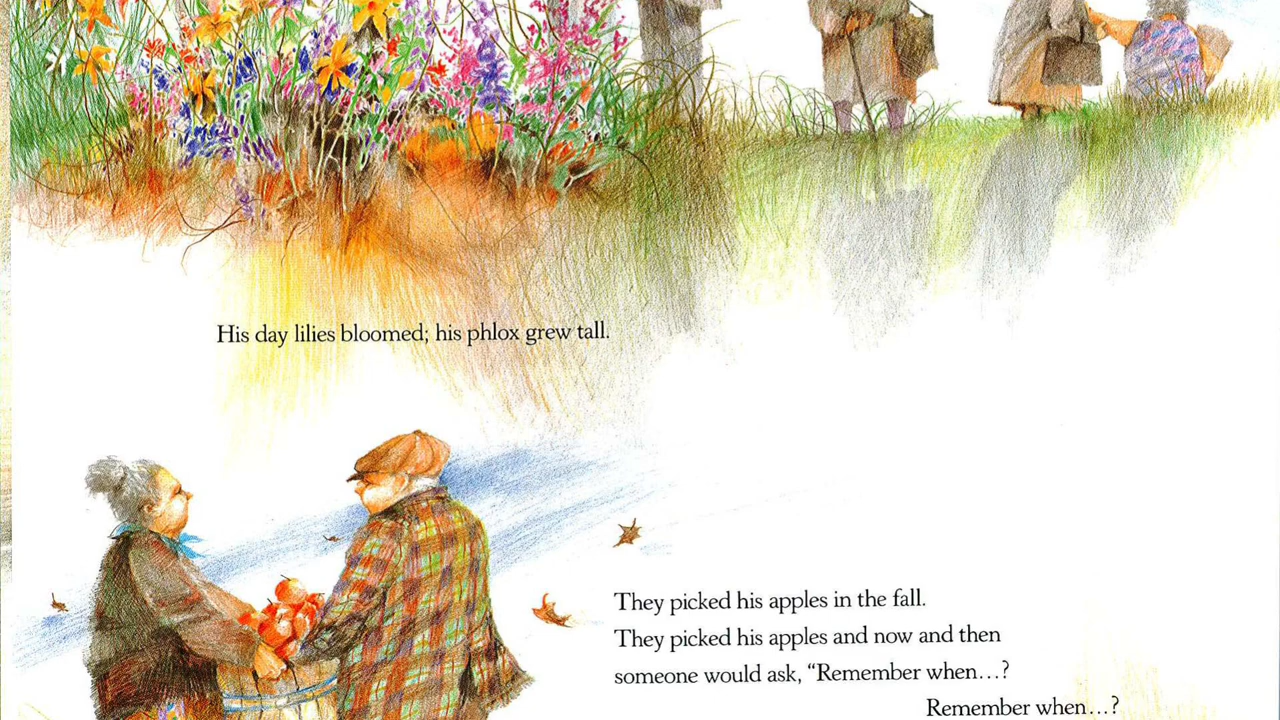 His day lilies bloomed; his phlox grew tall.
They picked his apples in the fall.
They picked his apples and now and then
someone would ask, “Remember when…?
Remember when…?